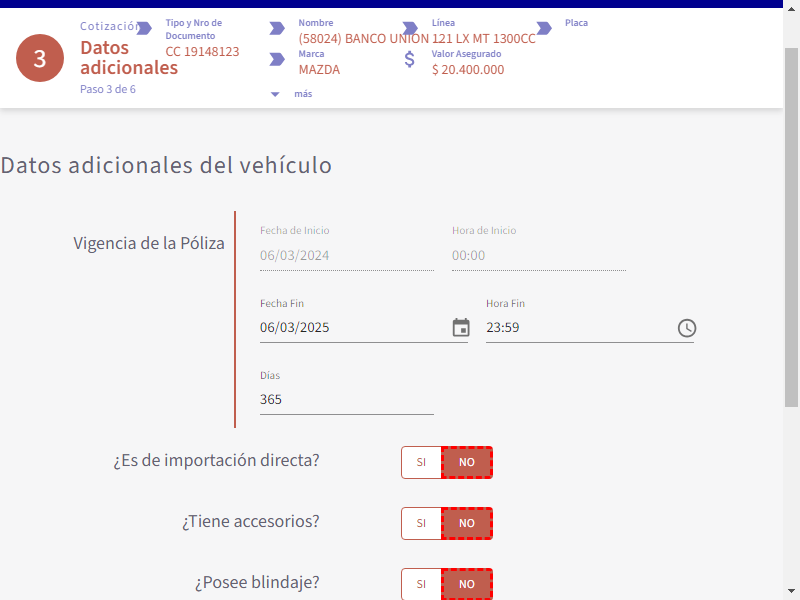 3
Cotización
Datos
adicionales
Paso 3 de 6
Tipo y Nro de
Documento
CC 19148123
Nombre
(58024) BANCO UNION
Línea
121 LX MT 1300CC
Placa
Marca
MAZDA
Valor Asegurado
$ 20.400.000
más
Datos adicionales del vehículo
Vigencia de la Póliza
Fecha de Inicio
06/03/2024
Hora de Inicio
00:00
Fecha Fin
06/03/2025
Hora Fin
23:59
Días
365
¿Es de importación directa?
SI NO
¿Tiene accesorios?
SI NO
¿Posee blindaje?
SI NO